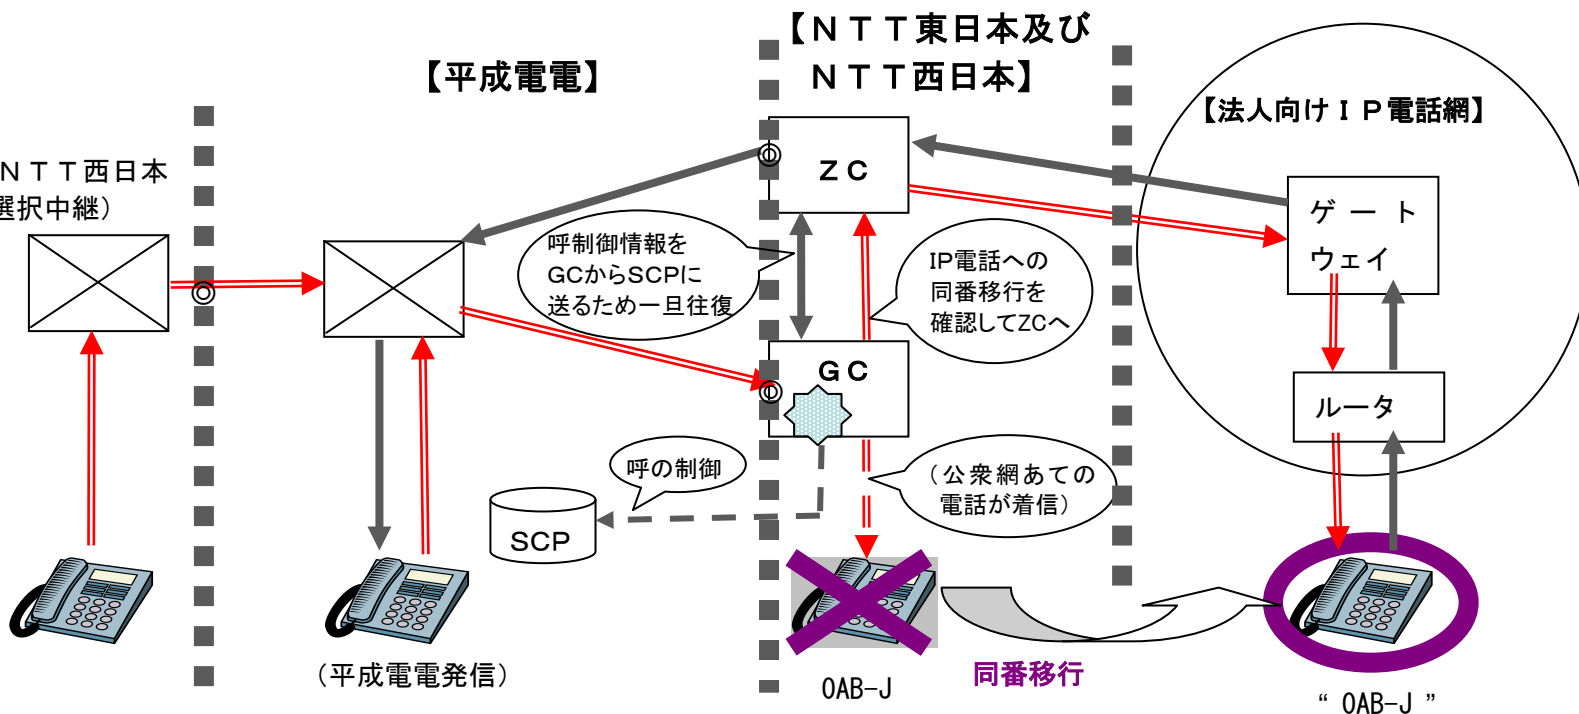 【ＮＴＴ東日本及び
ＮＴＴ西日本】
【平成電電】
【法人向けＩＰ電話網】
ＮＴＴ西日本
選択中継）
ＺＣ
ゲート
ウェイ
呼制御情報を
GCからSCPに
送るため一旦往復
IP電話への
同番移行を
確認してZCへ
ＧＣ
ルータ
呼の制御
（公衆網あての
電話が着信）
SCP
（平成電電発信）
0AB-J
同番移行
“ 0AB-J ”